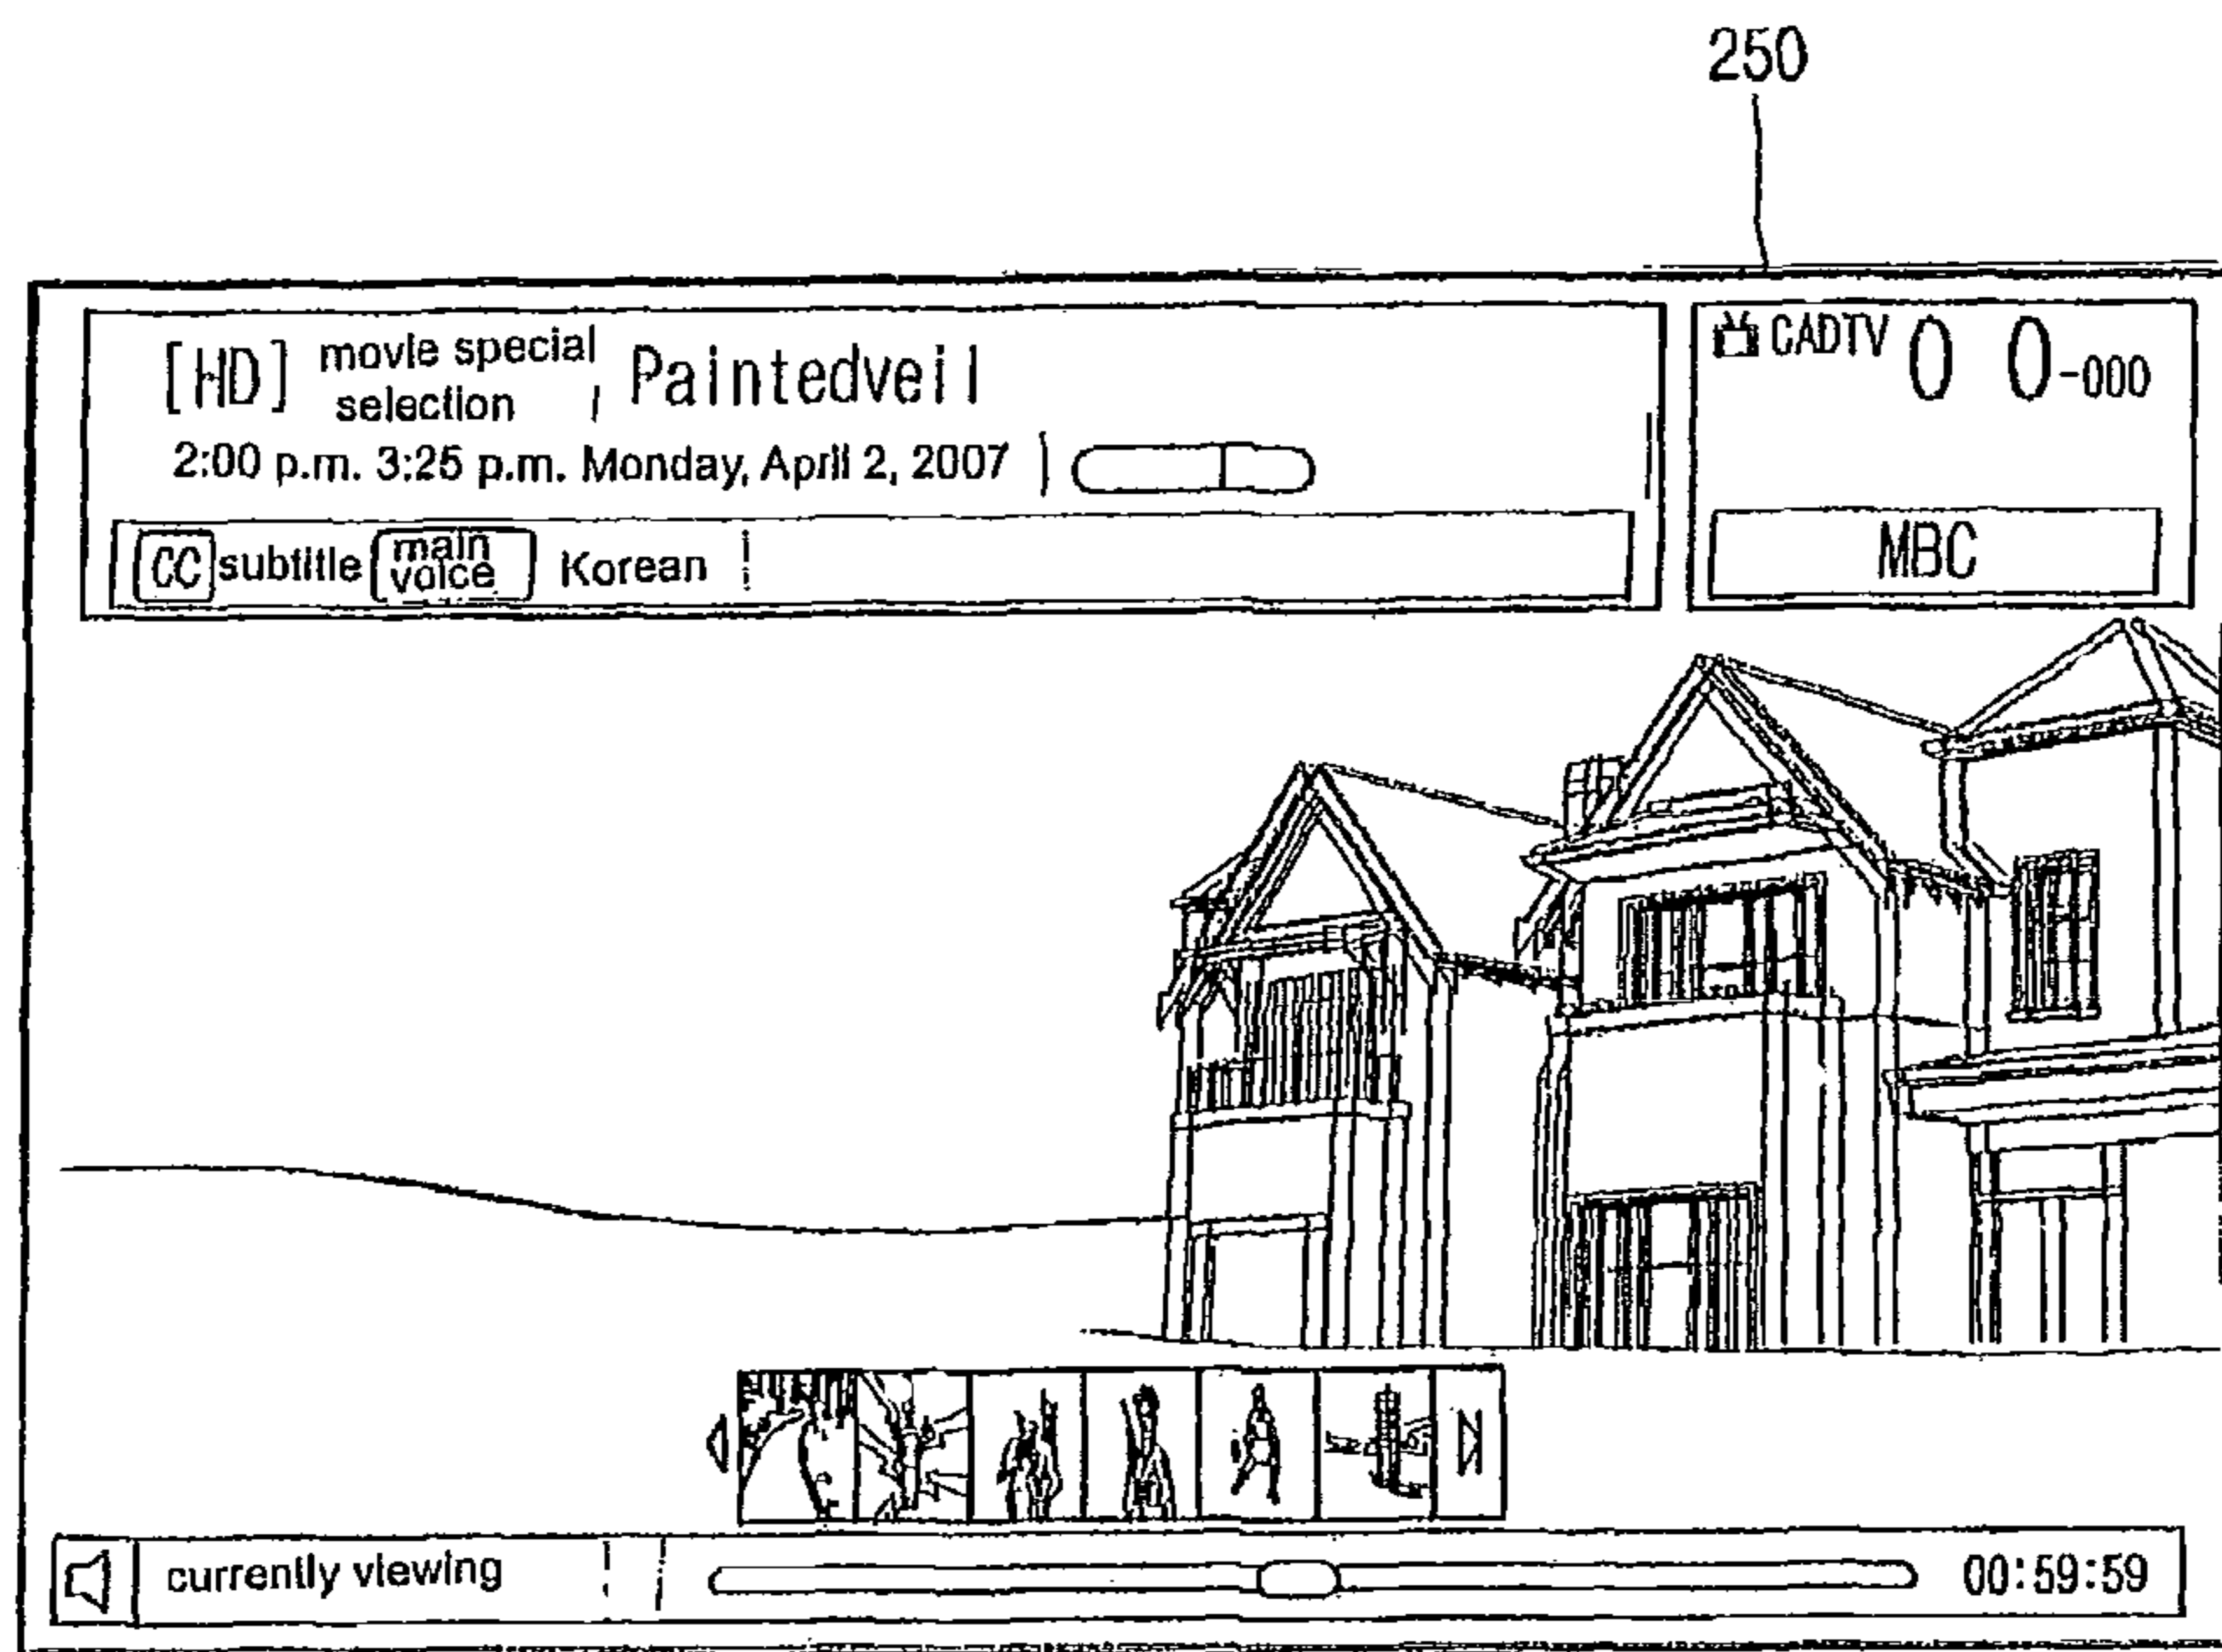 250
[HD] movie special selection Paintedveil
2:00 p.m. 3:25 p.m. Monday, April 2, 2007
CC subtitle main voice Korean
CADTV 0 0-000
MBC
currently viewing 00:59:59